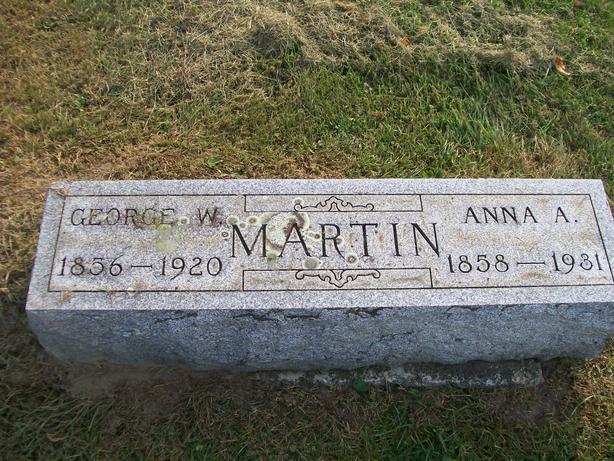 GEORGE W.
1856 — 1920
MARTIN
ANNA A.
1858 — 1931